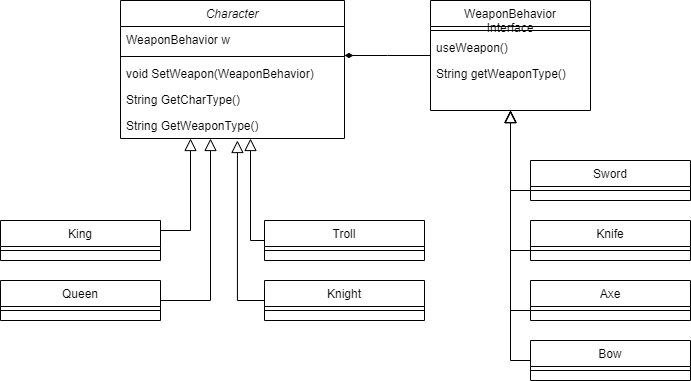 Character
WeaponBehavior w
void SetWeapon(WeaponBehavior)
String GetCharType()
String GetWeaponType()
WeaponBehavior
Interface
useWeapon()
String getWeaponType()
King
Queen
Troll
Knight
Sword
Knife
Axe
Bow